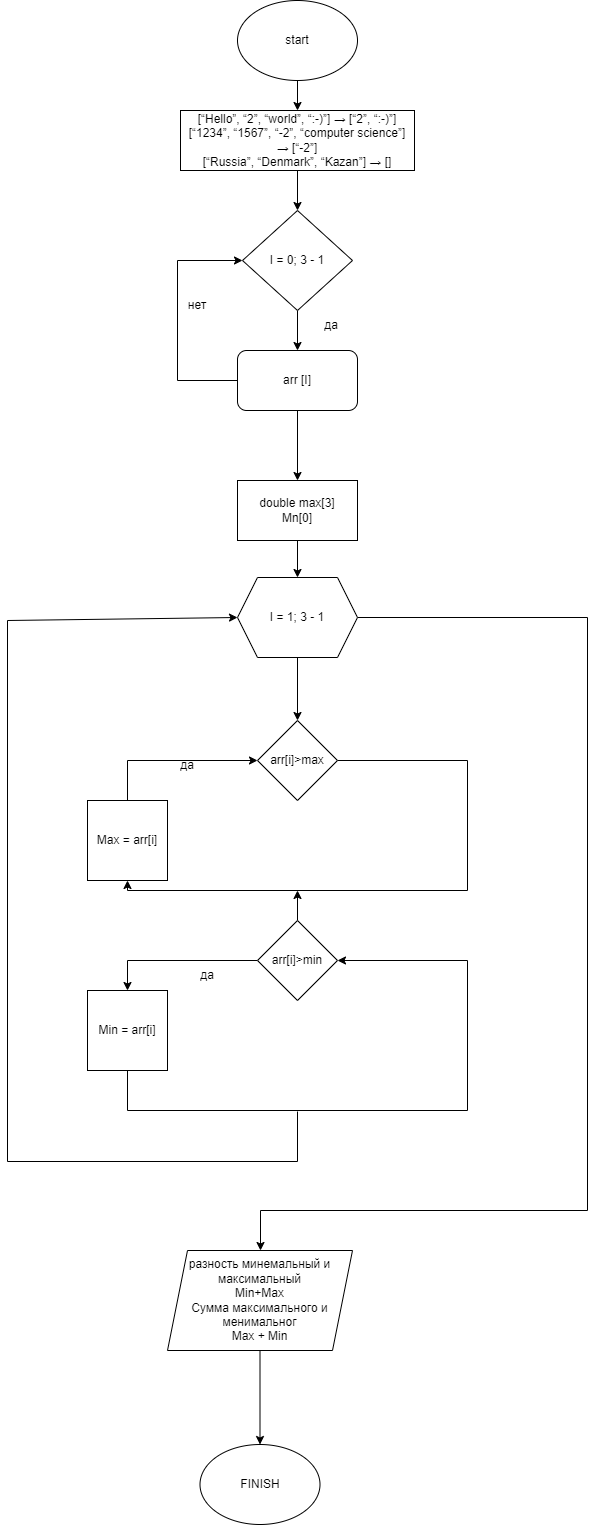 start
[“Hello”, “2”, “world”, “:-)”] → [“2”, “:-)”]
[“1234”, “1567”, “-2”, “computer science”]
→ [“-2”]
[“Russia”, “Denmark”, “Kazan”] → []
I = 0; 3 - 1
нет
да
arr [I]
double max[3]
Mn[0]
I = 1; 3 - 1
arr[i]>max
да
Max = arr[i]
arr[i]>min
да
Min = arr[i]
разность минемальный и
максимальный
Min+Max
Сумма максимального и
менимальног
Max + Min
FINISH